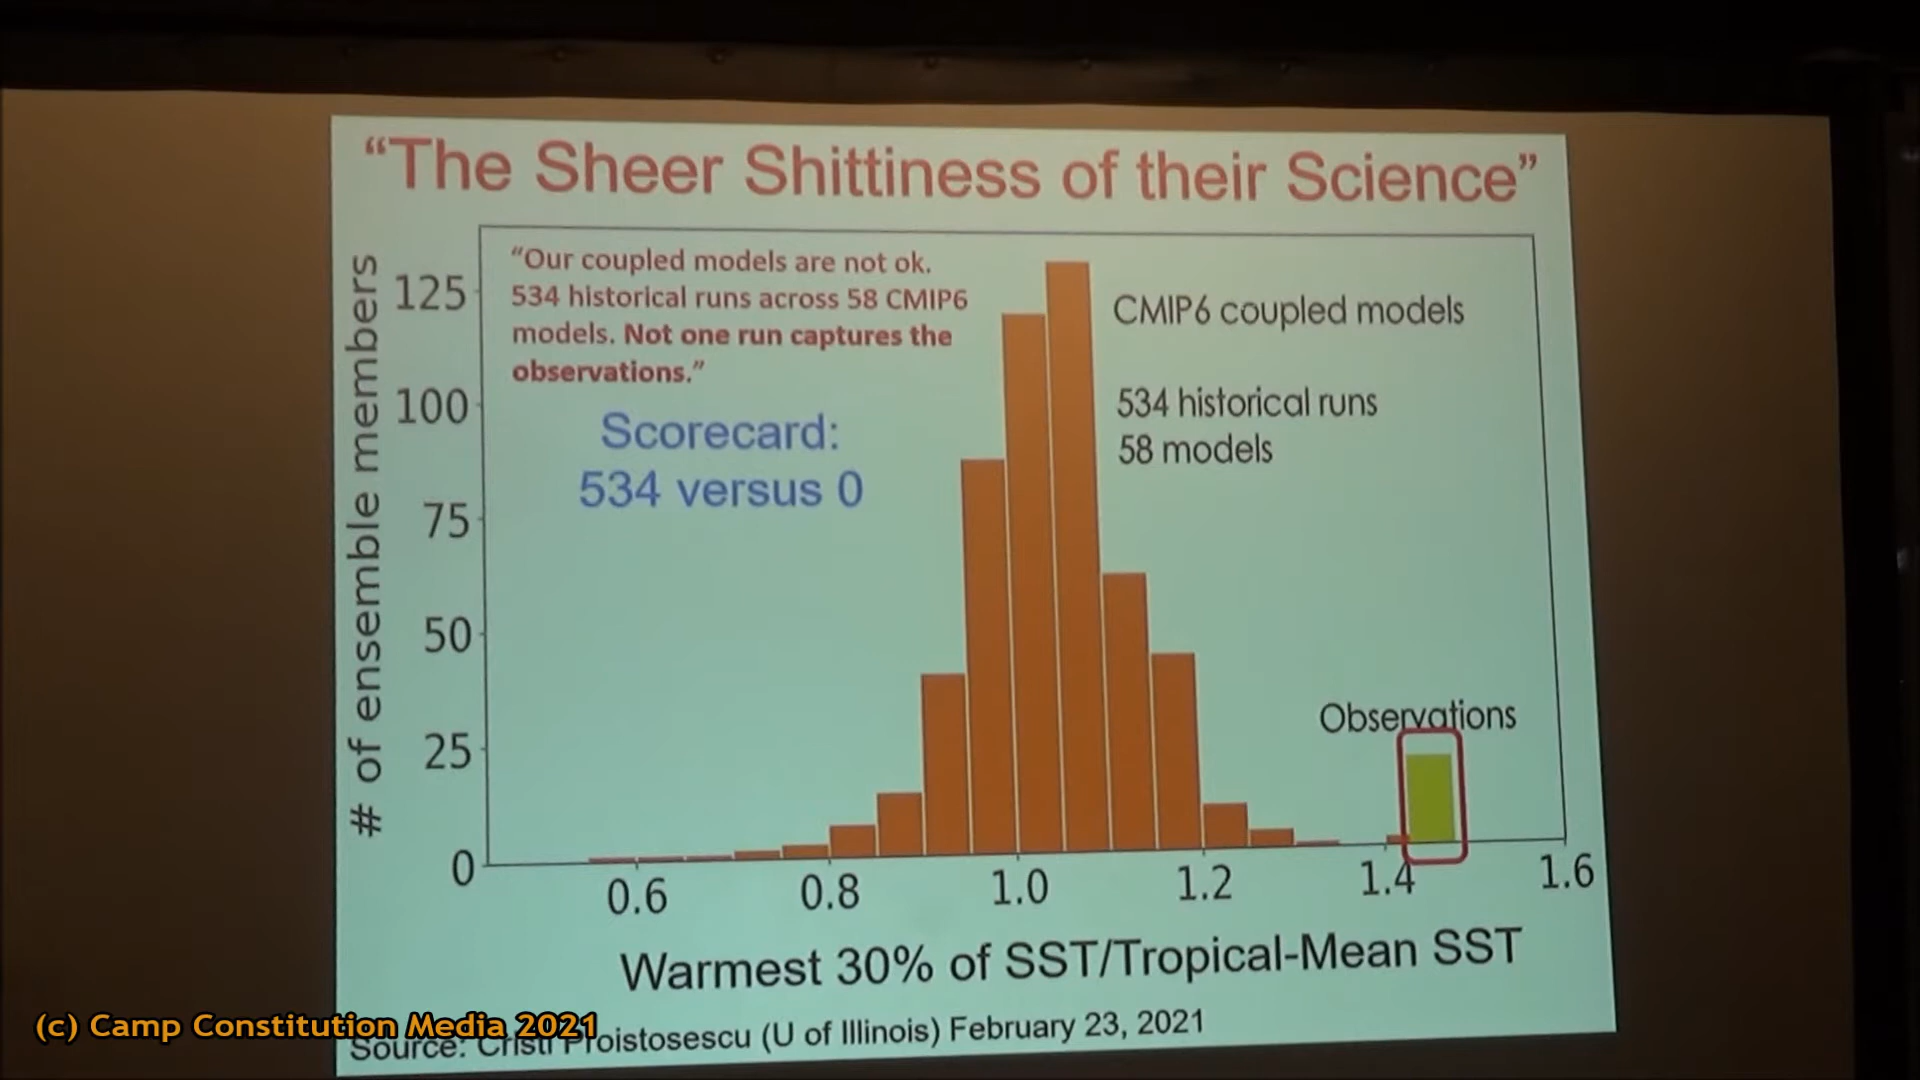 “The Sheer Shittiness of their Science”
“Our coupled models are not ok.
534 historical runs across 58 CMIP6
models. Not one run captures the
observations.”
Scorecard:
534 versus 0
CMIP6 coupled models
534 historical runs
58 models
Observations
# of ensemble members
125
100
75
50
25
0
0.6
0.8
1.0
1.2
1.4
1.6
Warmest 30% of SST/Tropical-Mean SST
Source: Cristi Proistosescu (U of Illinois) February 23, 2021
(c) Camp Constitution Media 2021